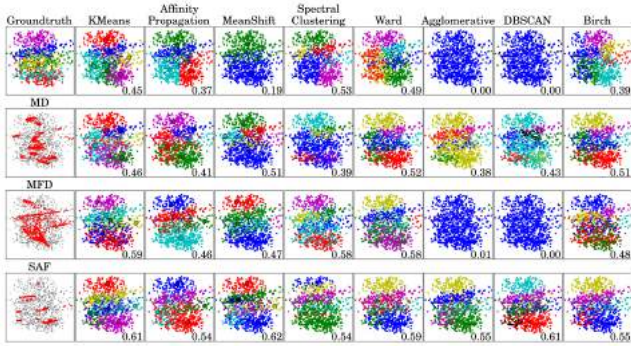 Groundtruth KMeans Affinity Propagation MeanShift Spectral Clustering Ward Agglomerative DBSCAN Birch
0.45 0.37 0.19 0.53 0.49 0.00 0.00 0.39
MD
0.46 0.41 0.51 0.39 0.52 0.38 0.43 0.51
MFD
0.59 0.46 0.47 0.58 0.58 0.01 0.00 0.48
SAF
0.61 0.54 0.62 0.54 0.59 0.55 0.61 0.55